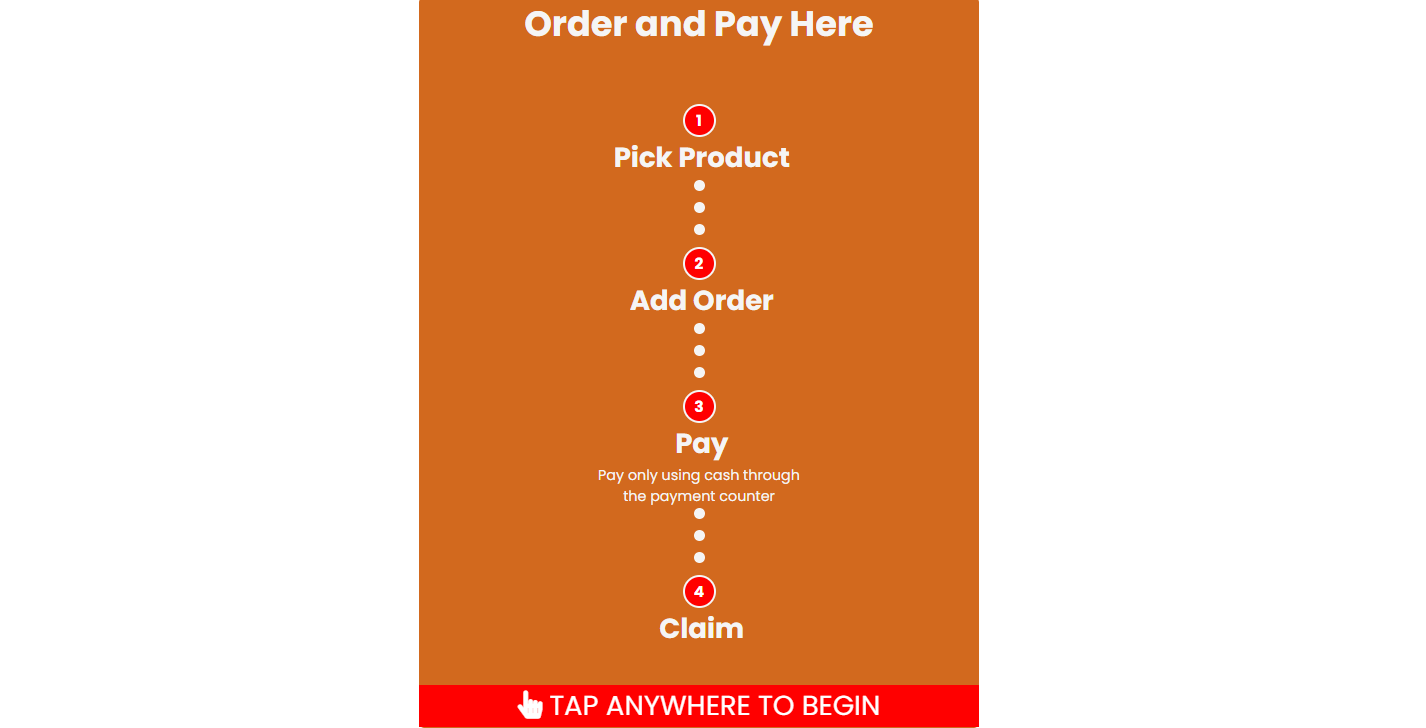 Order and Pay Here
1
Pick Product
2
Add Order
3
Pay
Pay only using cash through
the payment counter
4
Claim
TAP ANYWHERE TO BEGIN